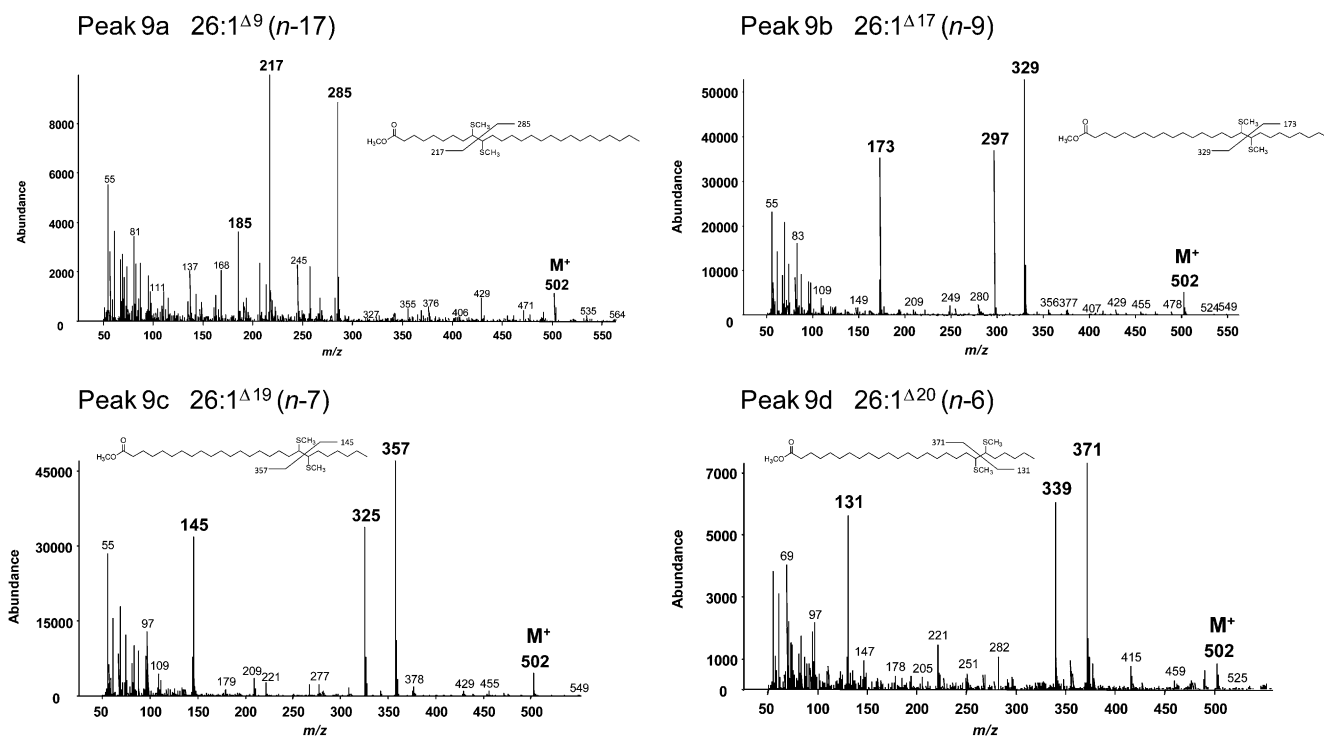 Peak 9a 26:1Δ9 (n-17)
Abundance
8000
6000
4000
2000
0
217
285
55
185
81
245
137
168
111
429
355
376
327
406
471
M+
502
535
564
H3CO
O
SCH3
SCH3
217
285
50 100 150 200 250 300 350 400 450 500 550
m/z
Peak 9b 26:1Δ17 (n-9)
Abundance
50000
40000
30000
20000
10000
0
329
297
173
55
83
109
149
209
249
280
356 377
407
429
455
478
M+
502
524 549
H3CO
O
SCH3
SCH3
173
329
50 100 150 200 250 300 350 400 450 500 550
m/z
Peak 9c 26:1Δ19 (n-7)
Abundance
45000
30000
15000
0
357
325
145
55
97
109
179
209
221
277
378
429
455
M+
502
549
H3CO
O
SCH3
SCH3
145
357
50 100 150 200 250 300 350 400 450 500
m/z
Peak 9d 26:1Δ20 (n-6)
Abundance
7000
5000
3000
1000
0
371
339
131
69
97
147
178
205
221
251
282
415
459
M+
502
525
H3CO
O
SCH3
SCH3
371
131
50 100 150 200 250 300 350 400 450 500
m/z